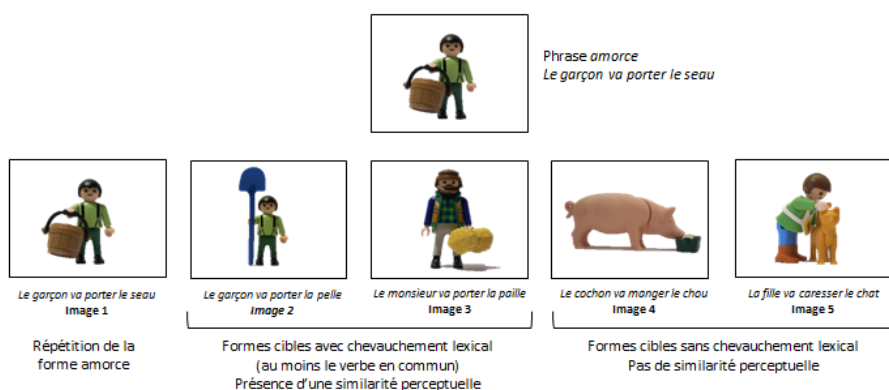 Phrase amorce
Le garçon va porter le seau
Le garçon va porter le seau
Image 1
Le garçon va porter la pelle
Image 2
Le monsieur va porter la paille
Image 3
Le cochon va manger le chou
Image 4
La fille va caresser le chat
Image 5
Répétition de la
forme amorce
Formes cibles avec chevauchement lexical
(au moins le verbe en commun)
Présence d'une similarité perceptuelle
Formes cibles sans chevauchement lexical
Pas de similarité perceptuelle